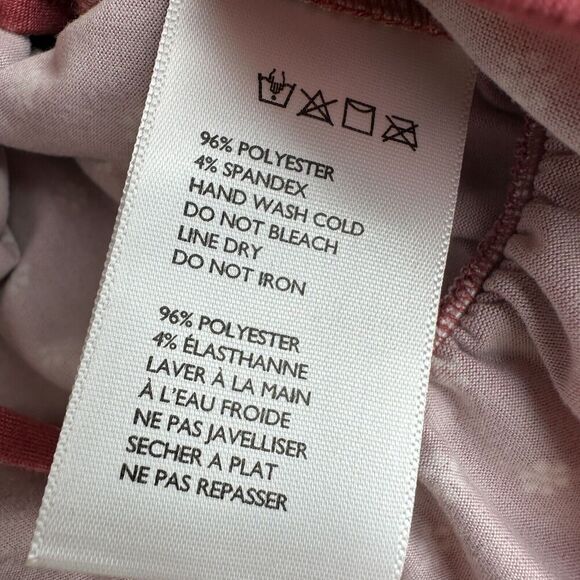 96% POLYESTER
4% SPANDEX
HAND WASH COLD
DO NOT BLEACH
LINE DRY
DO NOT IRON
96% POLYESTER
4% ÉLASTHANNE
LAVER À LA MAIN
À L'EAU FROIDE
NE PAS JAVELLISER
SECHER A PLAT
NE PAS REPASSER